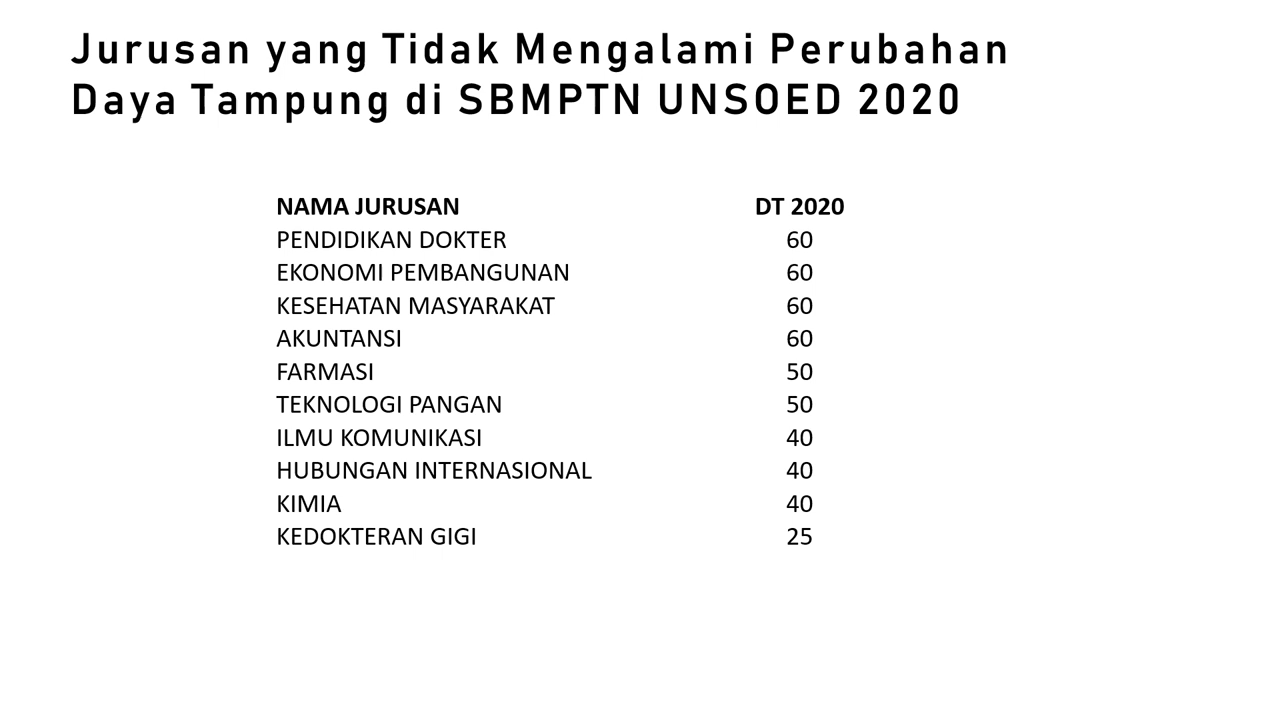 Jurusan yang Tidak Mengalami Perubahan
Daya Tampung di SBMPTN UNSOED 2020
NAMA JURUSAN DT 2020
PENDIDIKAN DOKTER 60
EKONOMI PEMBANGUNAN 60
KESEHATAN MASYARAKAT 60
AKUNTANSI 60
FARMASI 50
TEKNOLOGI PANGAN 50
ILMU KOMUNIKASI 40
HUBUNGAN INTERNASIONAL 40
KIMIA 40
KEDOKTERAN GIGI 25